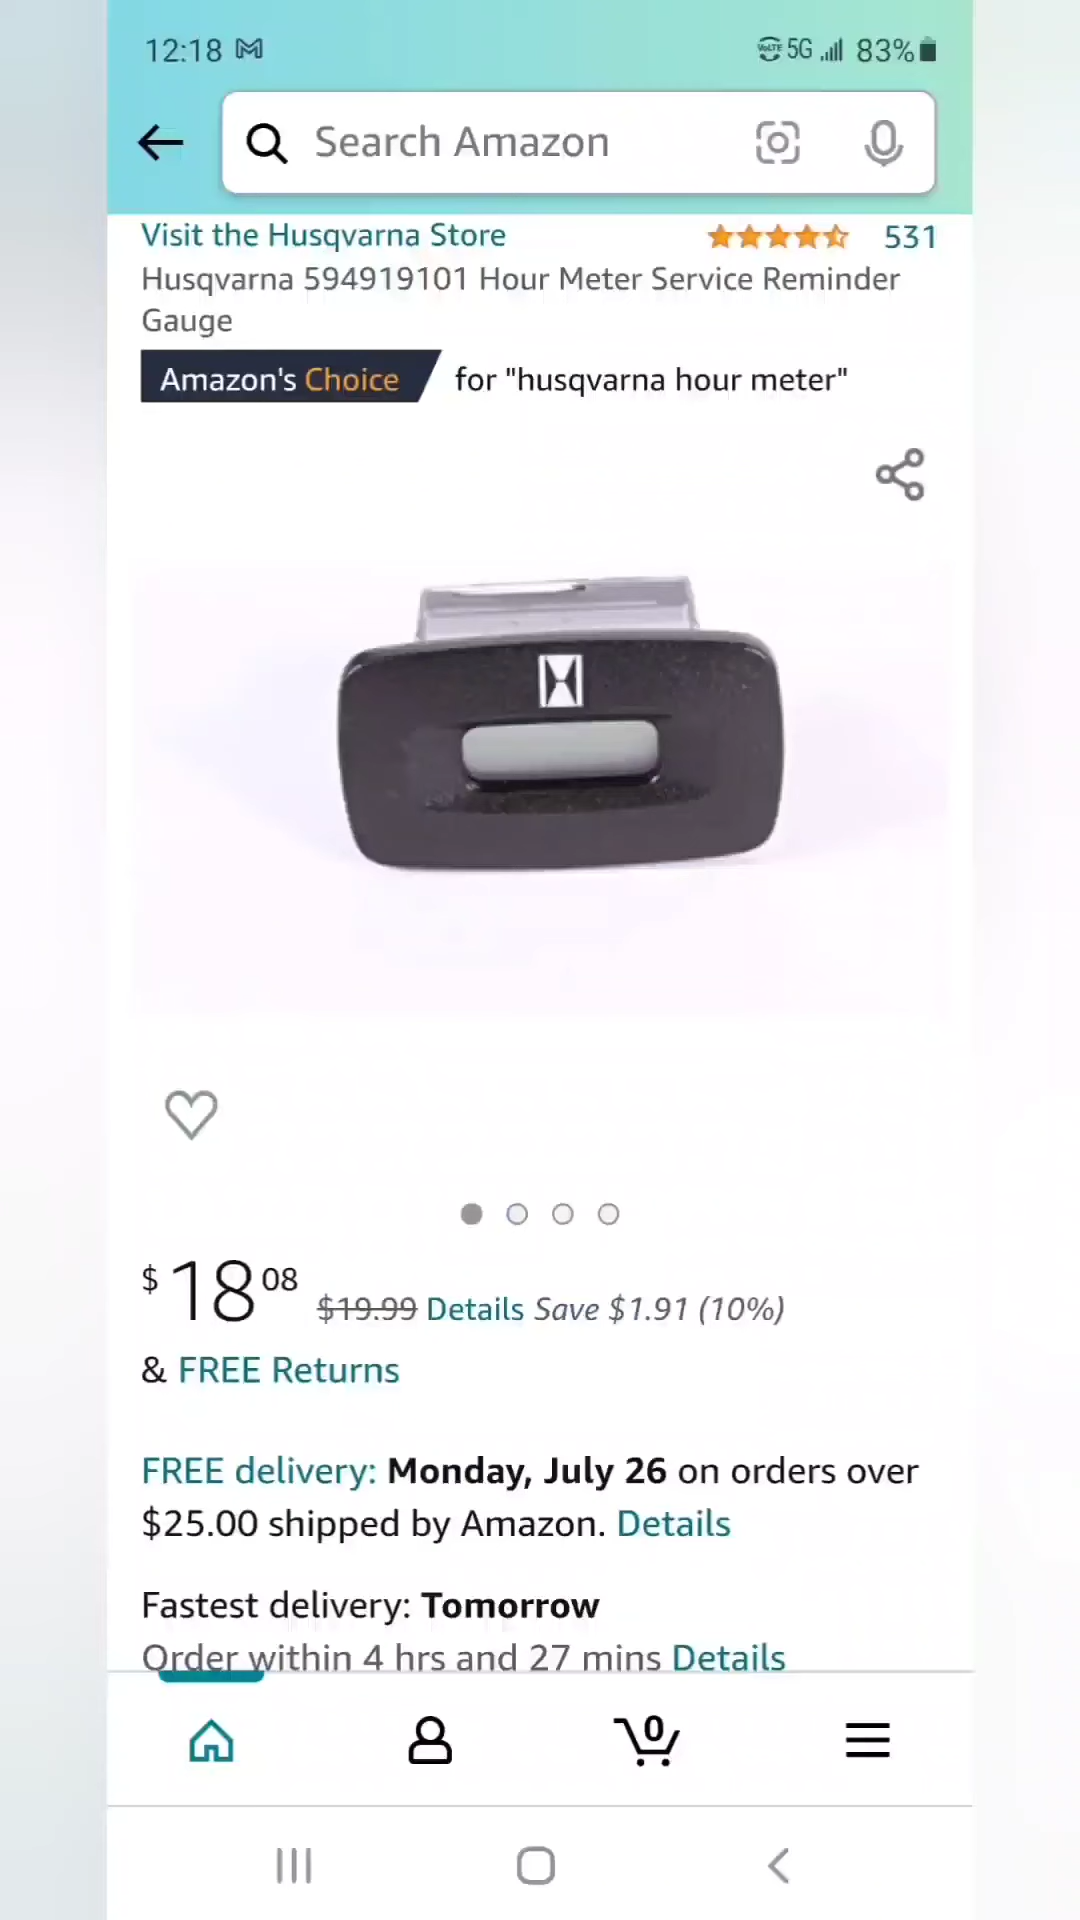 12:18 M VoLTE 5G 83%
Search Amazon
Visit the Husqvarna Store 531
Husqvarna 594919101 Hour Meter Service Reminder
Gauge
Amazon's Choice for "husqvarna hour meter"
$18 08 $19.99 Details Save $1.91 (10%)
& FREE Returns
FREE delivery: Monday, July 26 on orders over
$25.00 shipped by Amazon. Details
Fastest delivery: Tomorrow
Order within 4 hrs and 27 mins Details
0